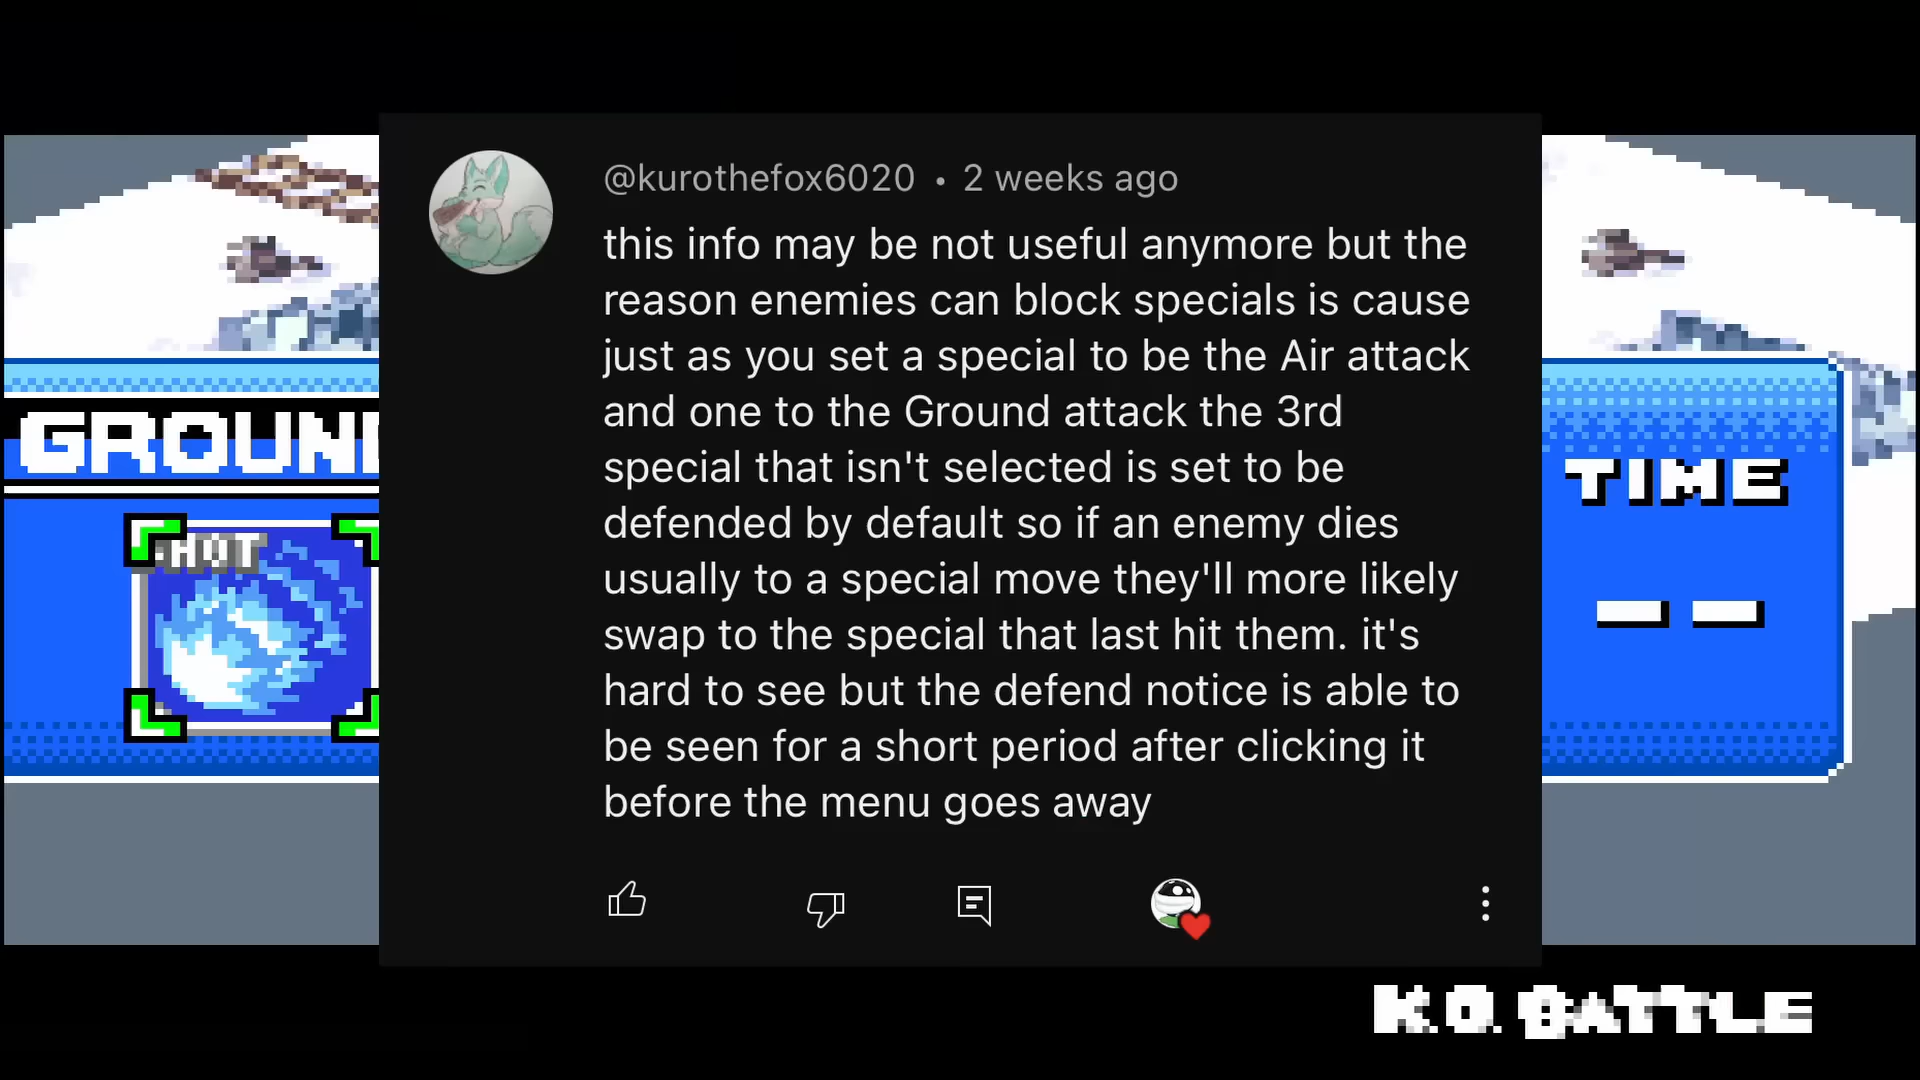 @kurothefox6020 • 2 weeks ago
this info may be not useful anymore but the
reason enemies can block specials is cause
just as you set a special to be the Air attack
and one to the Ground attack the 3rd
special that isn't selected is set to be
defended by default so if an enemy dies
usually to a special move they'll more likely
swap to the special that last hit them. it's
hard to see but the defend notice is able to
be seen for a short period after clicking it
before the menu goes away
GROUN
TIME
SHOT
K.O. BATTLE